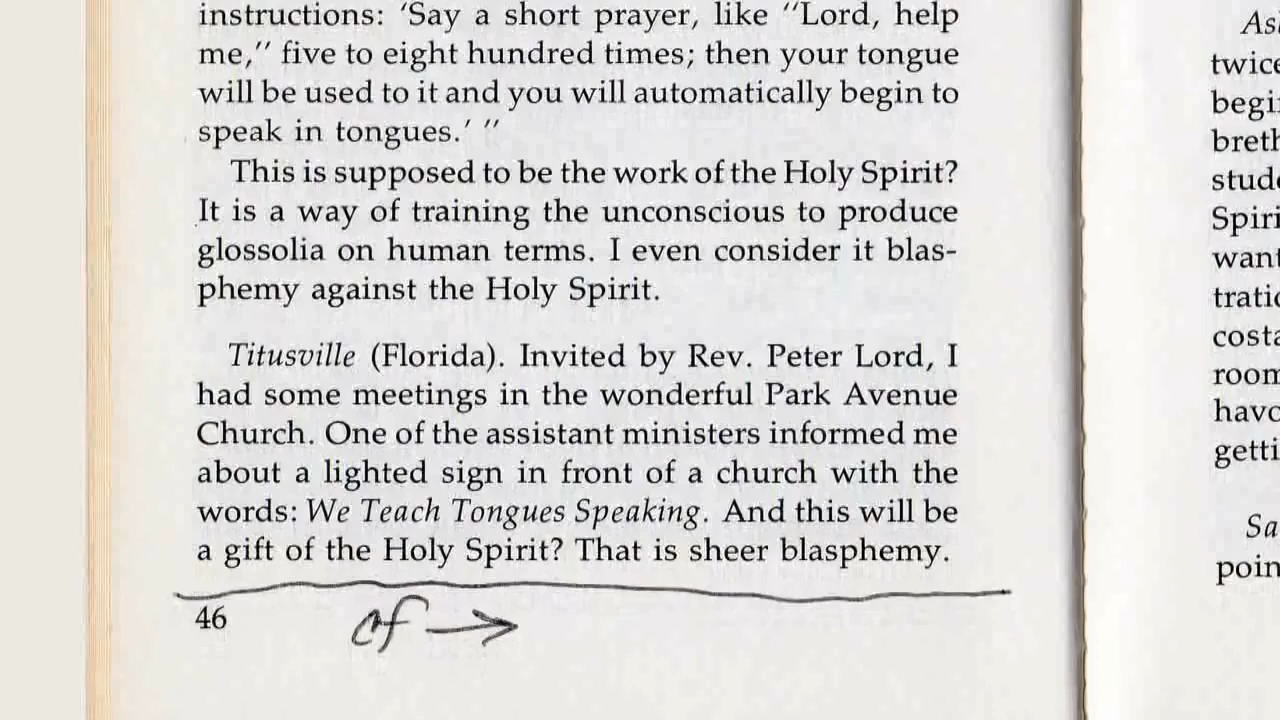 instructions: ‘Say a short prayer, like “Lord, help
me,” five to eight hundred times; then your tongue
will be used to it and you will automatically begin to
speak in tongues.’ ”
This is supposed to be the work of the Holy Spirit?
It is a way of training the unconscious to produce
glossolia on human terms. I even consider it blas-
phemy against the Holy Spirit.
Titusville (Florida). Invited by Rev. Peter Lord, I
had some meetings in the wonderful Park Avenue
Church. One of the assistant ministers informed me
about a lighted sign in front of a church with the
words: We Teach Tongues Speaking. And this will be
a gift of the Holy Spirit? That is sheer blasphemy.
46
cf →
twice
begi
breth
stud
Spiri
want
tratio
costa
room
havo
getti
Sa
poin